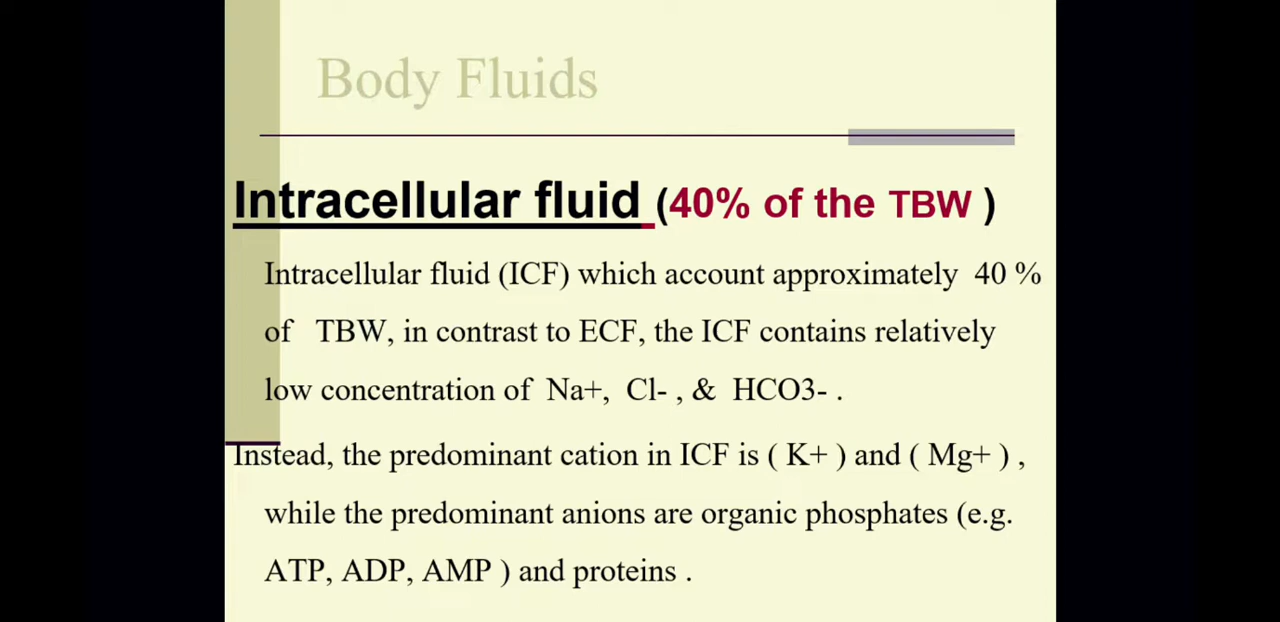 Body Fluids
Intracellular fluid (40% of the TBW )
Intracellular fluid (ICF) which account approximately 40 %
of TBW, in contrast to ECF, the ICF contains relatively
low concentration of Na+, Cl- , & HCO3- .
Instead, the predominant cation in ICF is ( K+ ) and ( Mg+ ) ,
while the predominant anions are organic phosphates (e.g.
ATP, ADP, AMP ) and proteins .